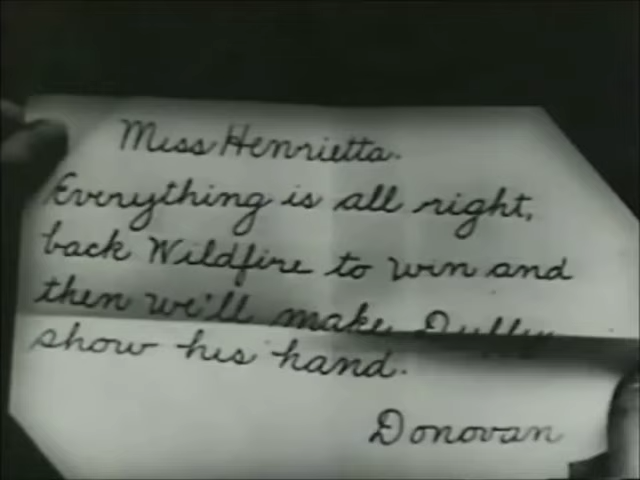 Miss Henrietta.
Everything is all right,
back Wildfire to win and
then we'll make Duffy
show his hand.
Donovan